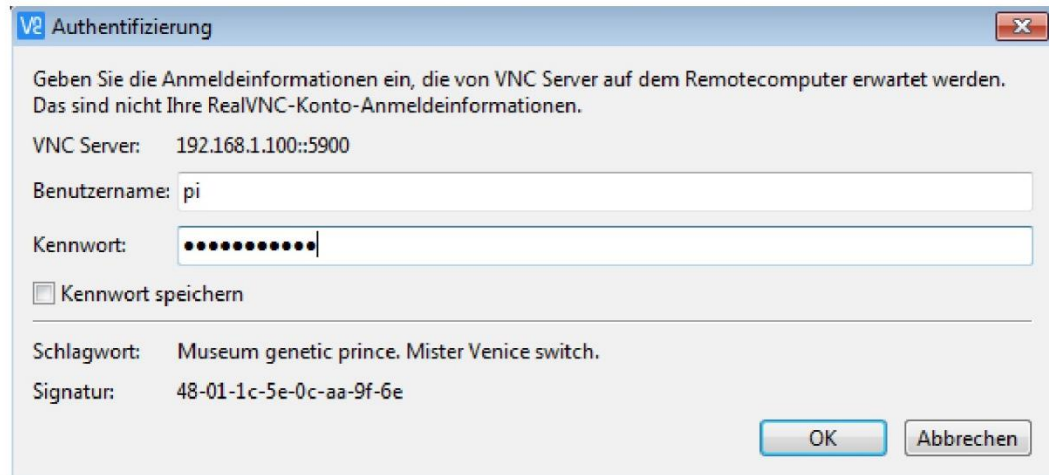 V2 Authentifizierung
Geben Sie die Anmeldeinformationen ein, die von VNC Server auf dem Remotecomputer erwartet werden.
Das sind nicht Ihre RealVNC-Konto-Anmeldeinformationen.
VNC Server: 192.168.1.100::5900
Benutzername: pi
Kennwort: ●●●●●●●●●●●
Kennwort speichern
Schlagwort: Museum genetic prince. Mister Venice switch.
Signatur: 48-01-1c-5e-0c-aa-9f-6e
OK Abbrechen